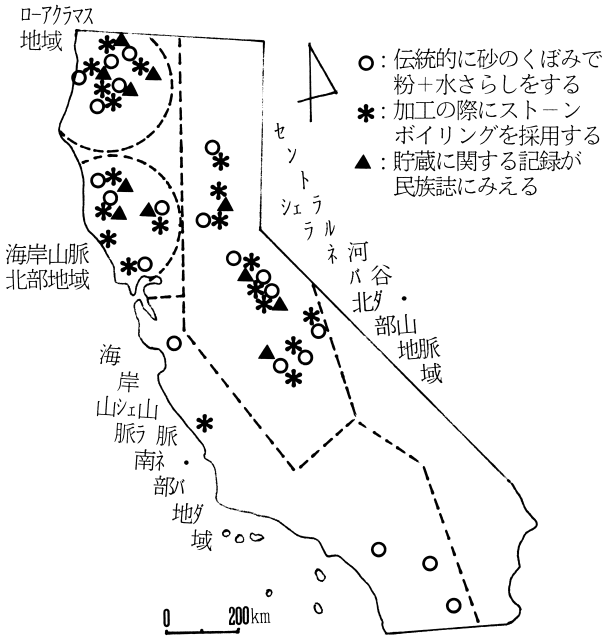 ローアクラマス
地域
○：伝統的に砂のくぼみで
粉＋水さらしをする
＊：加工の際にストーン
ボイリングを採用する
▲：貯蔵に関する記録が
民族誌にみえる
セントラル河谷・
シェラネバダ山脈
北部地域
海岸山脈
北部地域
海岸山脈・
シェラネバダ
山脈南部地域
0 200km